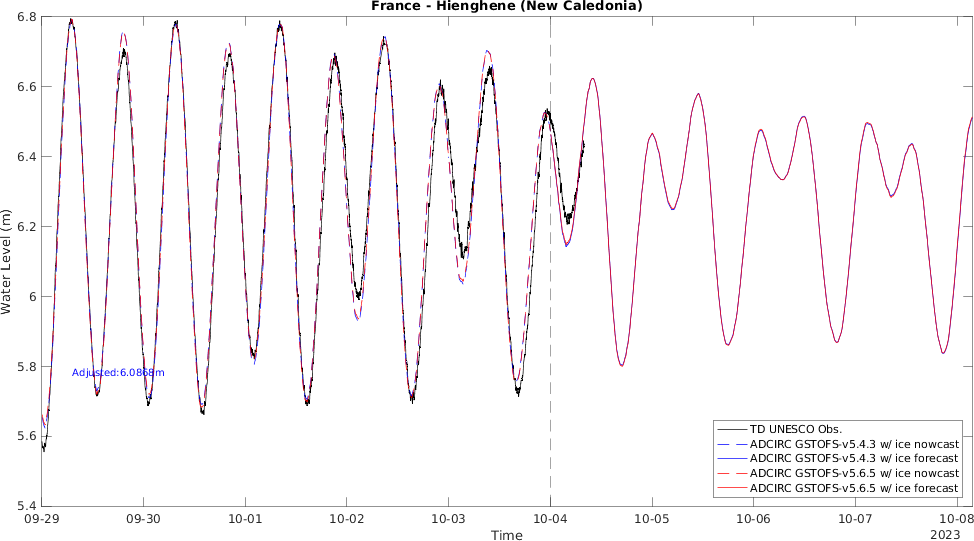 France - Hienghene (New Caledonia)
6.8
6.6
6.4
6.2
6
5.8
5.6
5.4
Water Level (m)
Adjusted:6.0868m
TD UNESCO Obs.
ADCIRC GSTOFS-v5.4.3 w/ ice nowcast
ADCIRC GSTOFS-v5.4.3 w/ ice forecast
ADCIRC GSTOFS-v5.6.5 w/ ice nowcast
ADCIRC GSTOFS-v5.6.5 w/ ice forecast
09-29 09-30 10-01 10-02 10-03 10-04 10-05 10-06 10-07 10-08
Time
2023